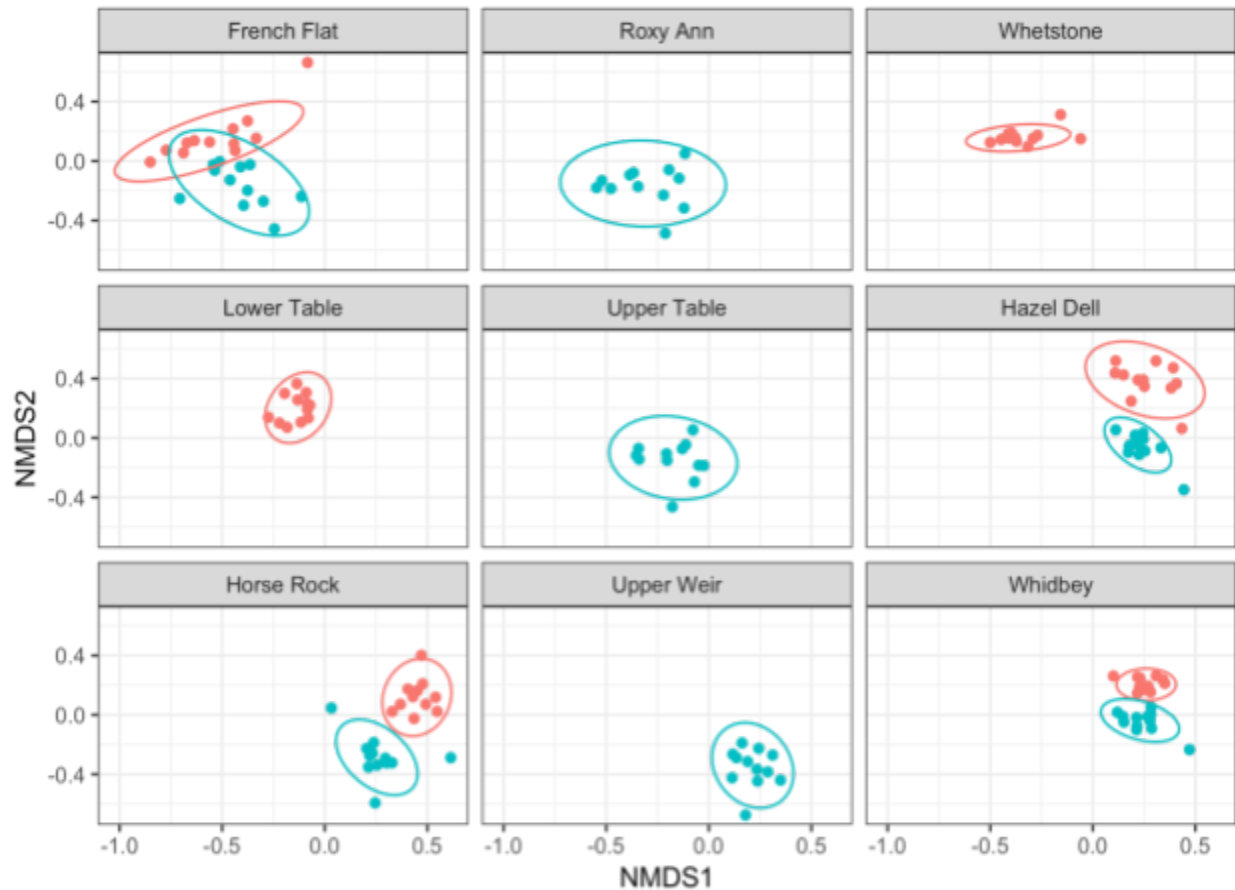 French Flat
Roxy Ann
Whetstone
0.4
0.0
-0.4
Lower Table
Upper Table
Hazel Dell
NMDS2
0.4
0.0
-0.4
Horse Rock
Upper Weir
Whidbey
0.4
0.0
-0.4
-1.0 -0.5 0.0 0.5
-1.0 -0.5 0.0 0.5
-1.0 -0.5 0.0 0.5
NMDS1